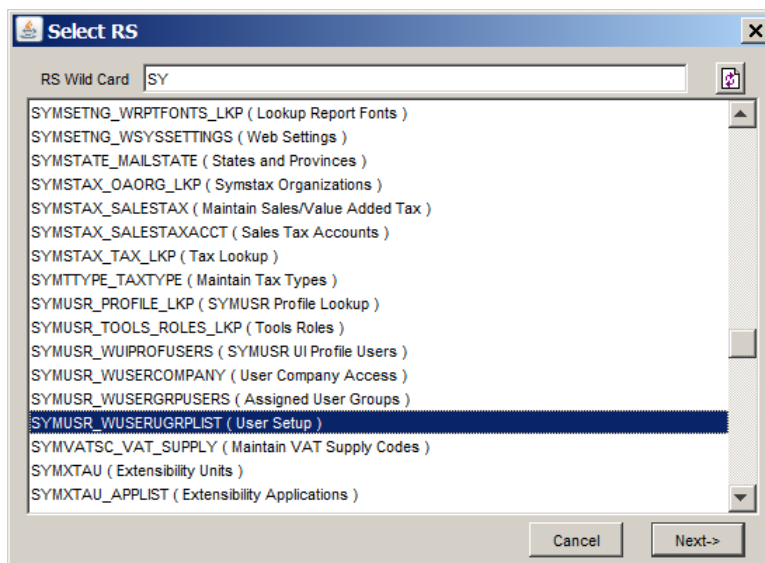 Select RS
RS Wild Card SY
SYMSETNG_WRPTFONTS_LKP ( Lookup Report Fonts )
SYMSETNG_WSYSSETTINGS ( Web Settings )
SYMSTATE_MAILSTATE ( States and Provinces )
SYMSTAX_OAORG_LKP ( Symstax Organizations )
SYMSTAX_SALESTAX ( Maintain Sales/Value Added Tax )
SYMSTAX_SALESTAXACCT ( Sales Tax Accounts )
SYMSTAX_TAX_LKP ( Tax Lookup )
SYMTTYPE_TAXTYPE ( Maintain Tax Types )
SYMUSR_PROFILE_LKP ( SYMUSR Profile Lookup )
SYMUSR_TOOLS_ROLES_LKP ( Tools Roles )
SYMUSR_WUIPROFUSERS ( SYMUSR UI Profile Users )
SYMUSR_WUSERCOMPANY ( User Company Access )
SYMUSR_WUSERGRPUSERS ( Assigned User Groups )
SYMUSR_WUSERUGRPLIST ( User Setup )
SYMVATSC_VAT_SUPPLY ( Maintain VAT Supply Codes )
SYMXTAU ( Extensibility Units )
SYMXTAU_APPLIST ( Extensibility Applications )
Cancel Next->